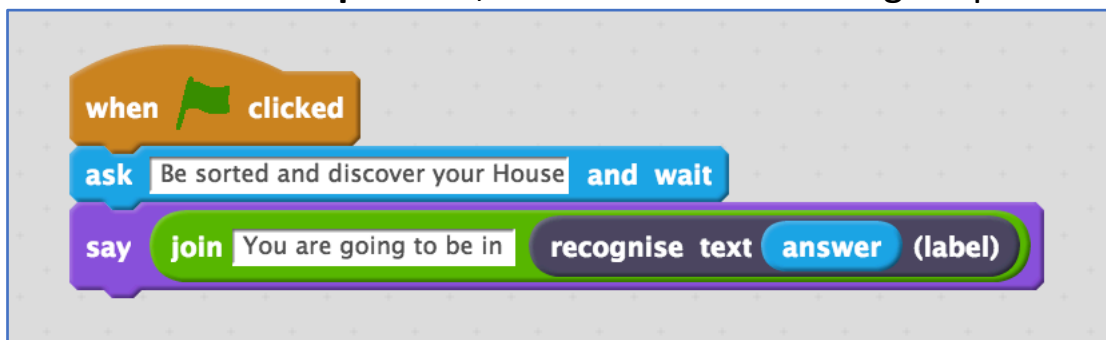 when clicked
ask Be sorted and discover your House and wait
say join You are going to be in recognise text answer (label)